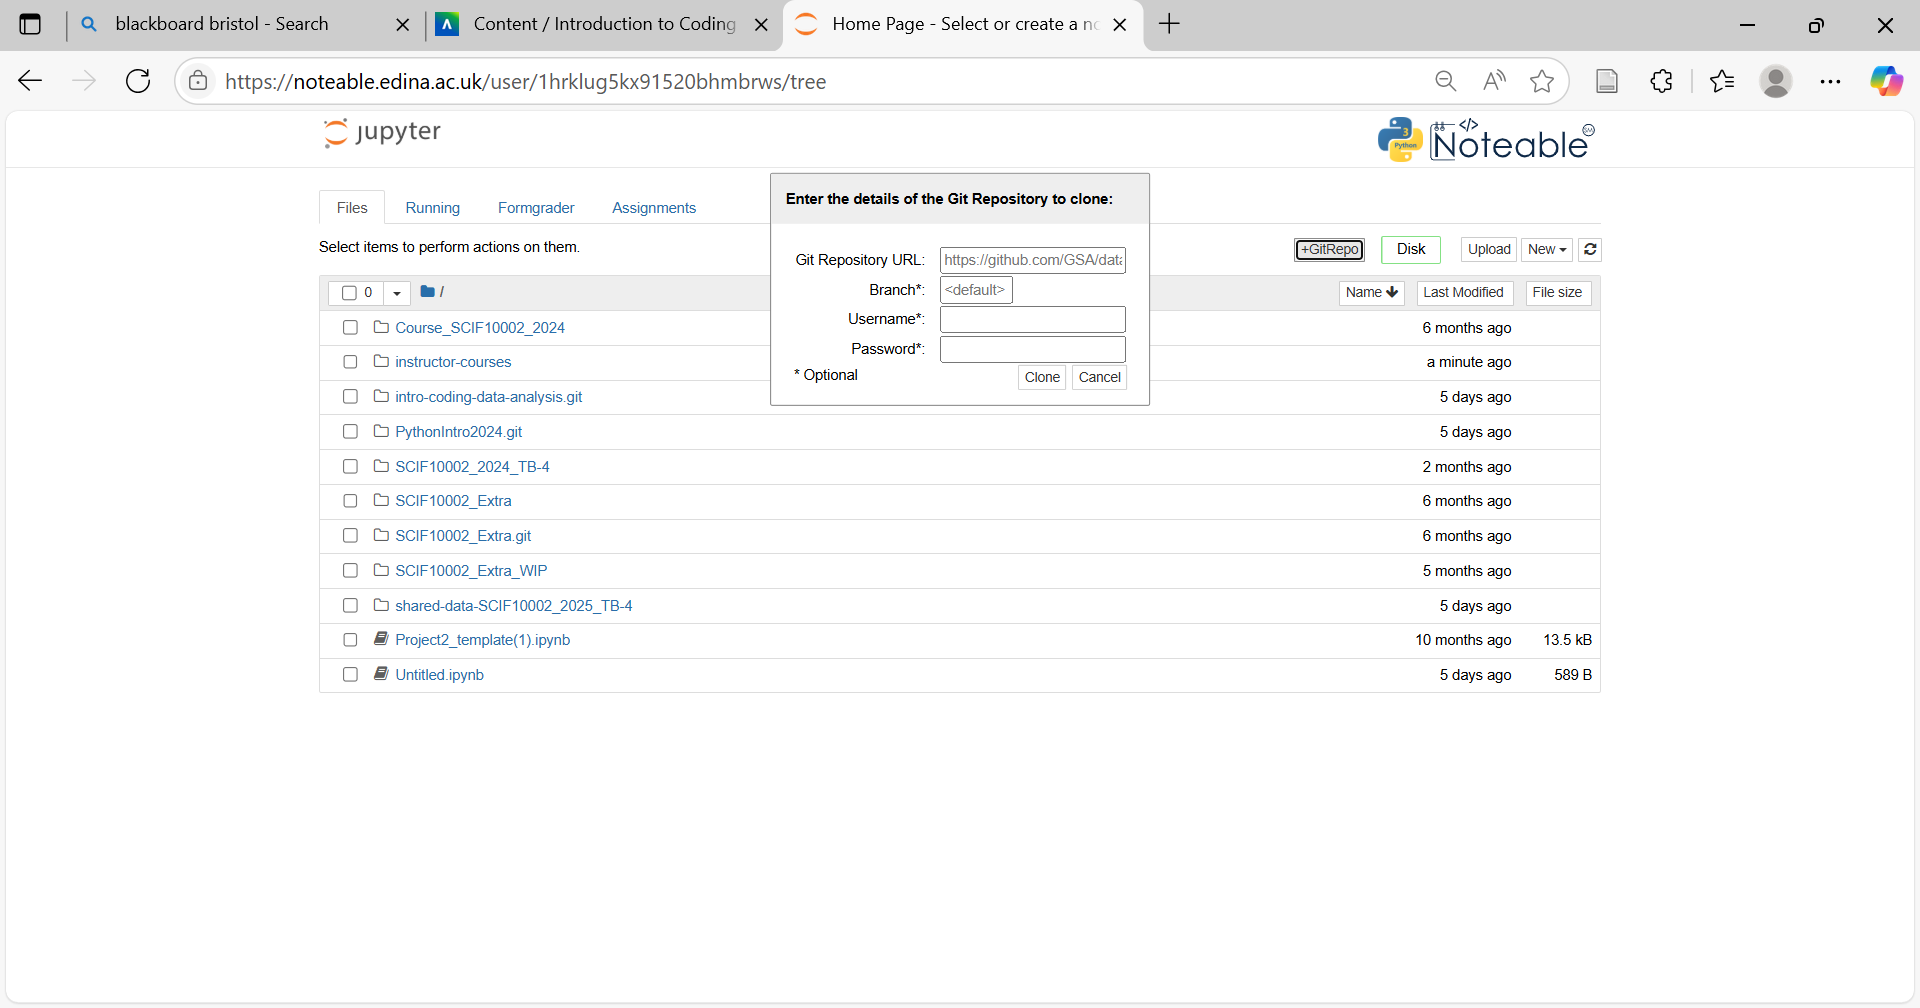 blackboard bristol - Search
Content / Introduction to Coding
Home Page - Select or create a nc
https://noteable.edina.ac.uk/user/1hrklug5kx91520bhmbrws/tree
jupyter
3
Python
</>
Noteable
SM
Files
Running
Formgrader
Assignments
Select items to perform actions on them.
+GitRepo
Disk
Upload
New
0
/
Name
Last Modified
File size
Course_SCIF10002_2024
6 months ago
instructor-courses
a minute ago
intro-coding-data-analysis.git
5 days ago
PythonIntro2024.git
5 days ago
SCIF10002_2024_TB-4
2 months ago
SCIF10002_Extra
6 months ago
SCIF10002_Extra.git
6 months ago
SCIF10002_Extra_WIP
5 months ago
shared-data-SCIF10002_2025_TB-4
5 days ago
Project2_template(1).ipynb
10 months ago
13.5 kB
Untitled.ipynb
5 days ago
589 B
Enter the details of the Git Repository to clone:
Git Repository URL:
https://github.com/GSA/data
Branch*:
<default>
Username*:
Password*:
* Optional
Clone
Cancel